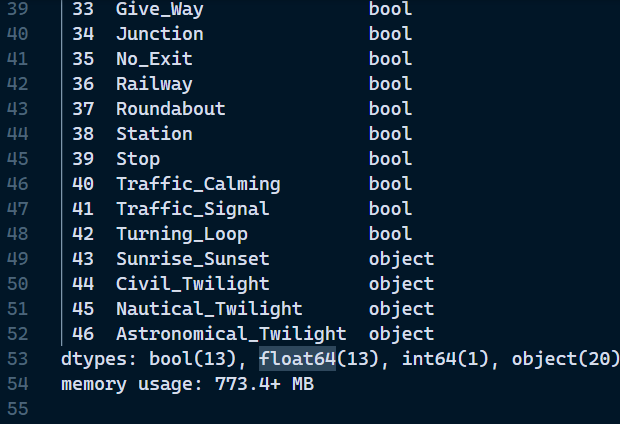 39 33 Give_Way bool
40 34 Junction bool
41 35 No_Exit bool
42 36 Railway bool
43 37 Roundabout bool
44 38 Station bool
45 39 Stop bool
46 40 Traffic_Calming bool
47 41 Traffic_Signal bool
48 42 Turning_Loop bool
49 43 Sunrise_Sunset object
50 44 Civil_Twilight object
51 45 Nautical_Twilight object
52 46 Astronomical_Twilight object
53 dtypes: bool(13), float64(13), int64(1), object(20)
54 memory usage: 773.4+ MB
55